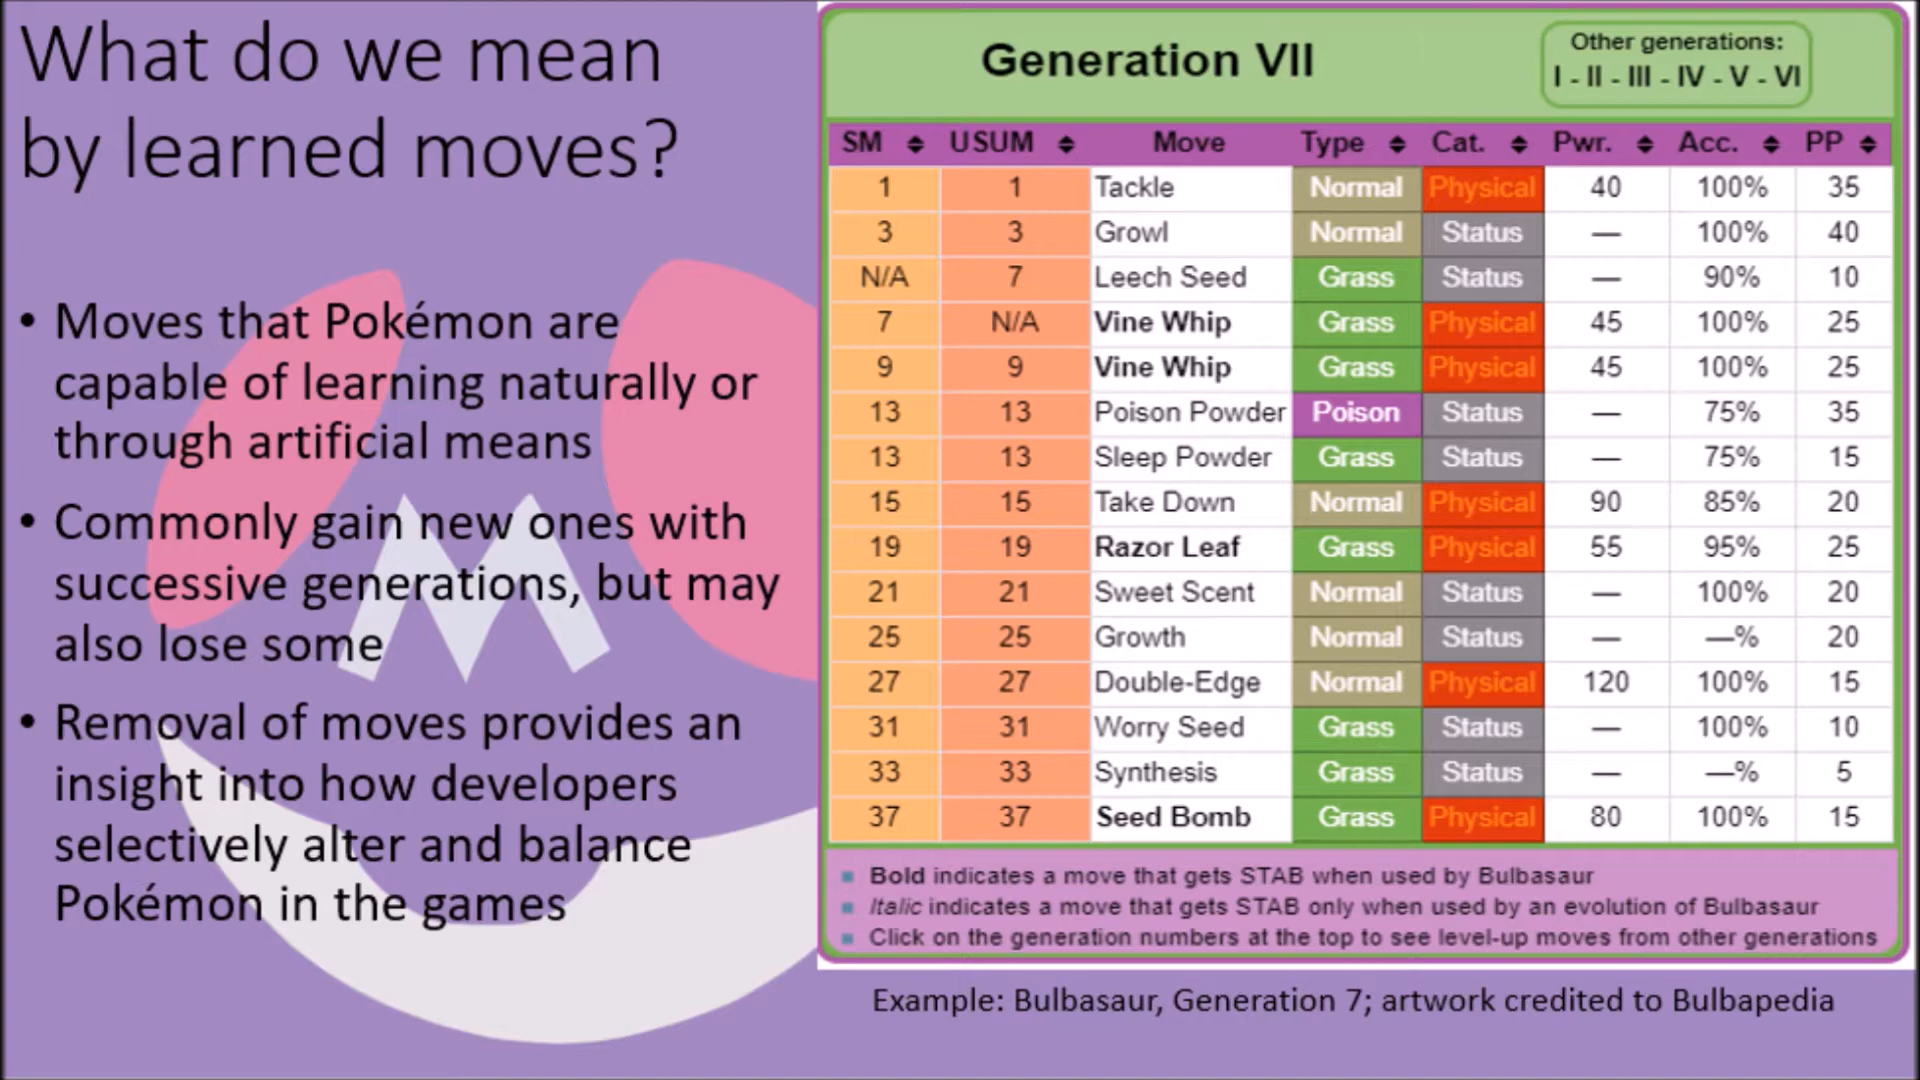 What do we mean
by learned moves?
• Moves that Pokémon are
capable of learning naturally or
through artificial means
• Commonly gain new ones with
successive generations, but may
also lose some
• Removal of moves provides an
insight into how developers
selectively alter and balance
Pokémon in the games
Generation VII
Other generations:
I - II - III - IV - V - VI
SM USUM Move Type Cat. Pwr. Acc. PP
1 1 Tackle Normal Physical 40 100% 35
3 3 Growl Normal Status — 100% 40
N/A 7 Leech Seed Grass Status — 90% 10
7 N/A Vine Whip Grass Physical 45 100% 25
9 9 Vine Whip Grass Physical 45 100% 25
13 13 Poison Powder Poison Status — 75% 35
13 13 Sleep Powder Grass Status — 75% 15
15 15 Take Down Normal Physical 90 85% 20
19 19 Razor Leaf Grass Physical 55 95% 25
21 21 Sweet Scent Normal Status — 100% 20
25 25 Growth Normal Status — —% 20
27 27 Double-Edge Normal Physical 120 100% 15
31 31 Worry Seed Grass Status — 100% 10
33 33 Synthesis Grass Status — —% 5
37 37 Seed Bomb Grass Physical 80 100% 15
Bold indicates a move that gets STAB when used by Bulbasaur
Italic indicates a move that gets STAB only when used by an evolution of Bulbasaur
Click on the generation numbers at the top to see level-up moves from other generations
Example: Bulbasaur, Generation 7; artwork credited to Bulbapedia